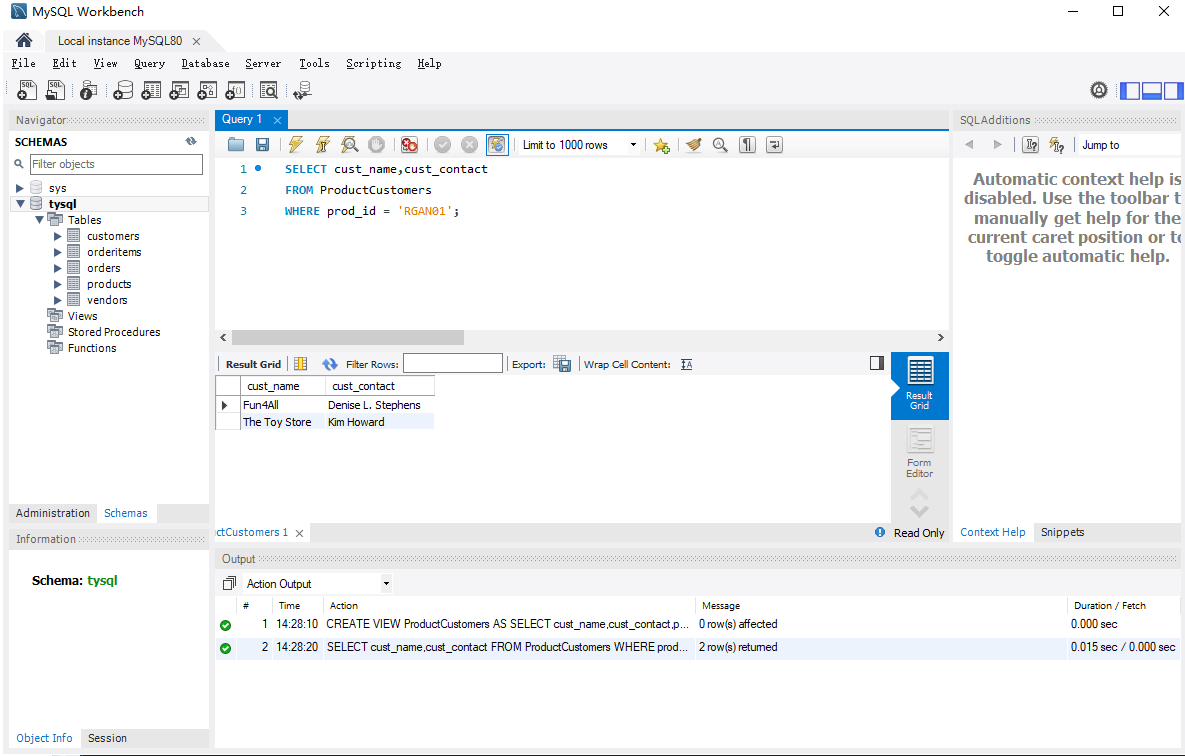 MySQL Workbench
Local instance MySQL80
File Edit View Query Database Server Tools Scripting Help
Navigator
SCHEMAS
Filter objects
sys
tysql
Tables
customers
orderitems
orders
products
vendors
Views
Stored Procedures
Functions
Administration Schemas
Information
Schema: tysql
Object Info Session
Query 1
Limit to 1000 rows
1 SELECT cust_name,cust_contact
2 FROM ProductCustomers
3 WHERE prod_id = 'RGAN01';
Result Grid Filter Rows: Export: Wrap Cell Content:
cust_name cust_contact
Fun4All Denise L. Stephens
The Toy Store Kim Howard
Result
Grid
Form
Editor
ctCustomers 1
Read Only
SQLAdditions
Jump to
Automatic context help is
disabled. Use the toolbar t
manually get help for the
current caret position or to
toggle automatic help.
Context Help Snippets
Output
Action Output
# Time Action Message Duration / Fetch
1 14:28:10 CREATE VIEW ProductCustomers AS SELECT cust_name,cust_contact,p... 0 row(s) affected 0.000 sec
2 14:28:20 SELECT cust_name,cust_contact FROM ProductCustomers WHERE prod... 2 row(s) returned 0.015 sec / 0.000 sec